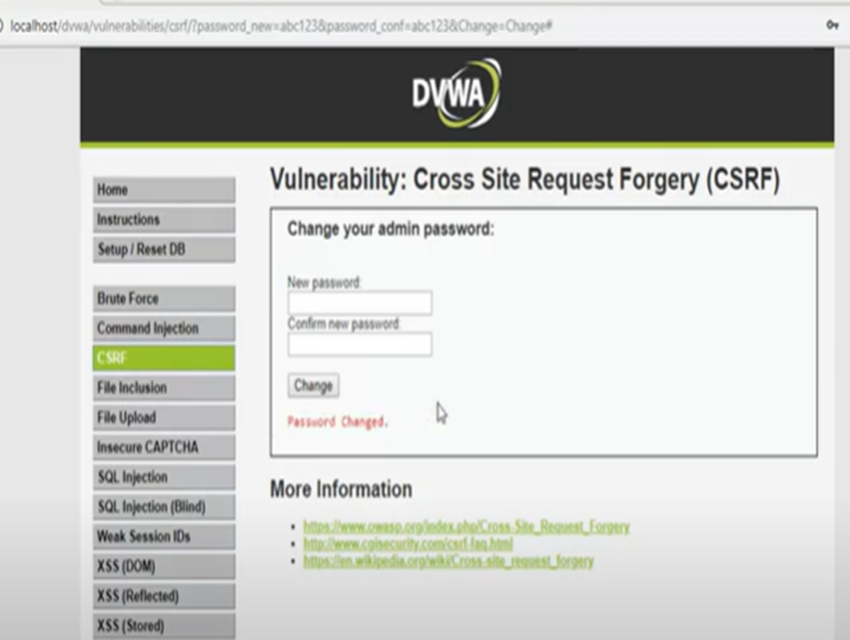 localhost/dvwa/vulnerabilities/csrf/?password_new=abc123&password_conf=abc123&Change=Change#
DVWA
Home
Instructions
Setup / Reset DB
Brute Force
Command Injection
CSRF
File Inclusion
File Upload
Insecure CAPTCHA
SQL Injection
SQL Injection (Blind)
Weak Session IDs
XSS (DOM)
XSS (Reflected)
XSS (Stored)
Vulnerability: Cross Site Request Forgery (CSRF)
Change your admin password:
New password:
Confirm new password:
Change
Password Changed.
More Information
https://www.owasp.org/index.php/Cross-Site_Request_Forgery
http://www.cgisecurity.com/csrf-faq.html
https://en.wikipedia.org/wiki/Cross-site_request_forgery